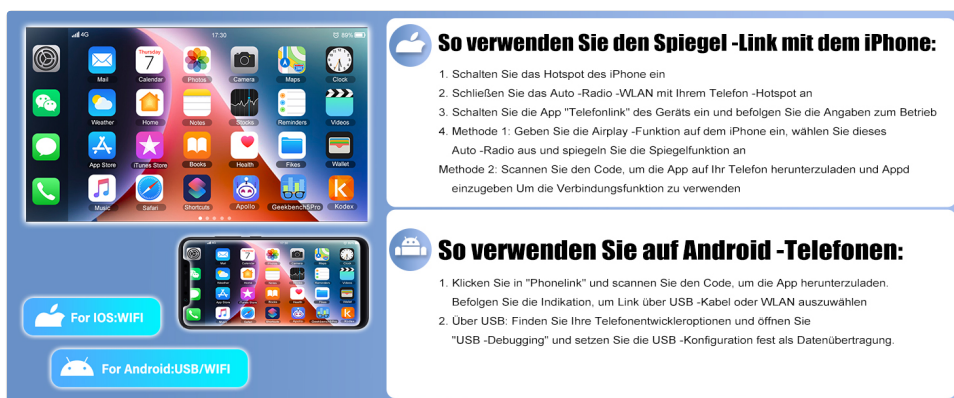 4G
17:30
89%
Thursday
7
Mail
Calendar
Photos
Camera
Maps
Clock
Weather
Home
Notes
Stocks
Reminders
Videos
App Store
iTunes Store
Books
Health
Fikes
Wallet
Music
Safari
Shortcuts
Apollo
Geekbench5Pro
Kodex
For IOS:WIFI
For Android:USB/WIFI
So verwenden Sie den Spiegel -Link mit dem iPhone:
1. Schalten Sie das Hotspot des iPhone ein
2. Schließen Sie das Auto -Radio -WLAN mit Ihrem Telefon -Hotspot an
3. Schalten Sie die App "Telefonlink" des Geräts ein und befolgen Sie die Angaben zum Betrieb
4. Methode 1: Geben Sie die Airplay -Funktion auf dem iPhone ein, wählen Sie dieses
Auto -Radio aus und spiegeln Sie die Spiegelfunktion an
Methode 2: Scannen Sie den Code, um die App auf Ihr Telefon herunterzuladen und Appd
einzugeben Um die Verbindungsfunktion zu verwenden
So verwenden Sie auf Android -Telefonen:
1. Klicken Sie in "Phonelink" und scannen Sie den Code, um die App herunterzuladen.
Befolgen Sie die Indikation, um Link über USB -Kabel oder WLAN auszuwählen
2. Über USB: Finden Sie Ihre Telefonentwickleroptionen und öffnen Sie
"USB -Debugging" und setzen Sie die USB -Konfiguration fest als Datenübertragung.